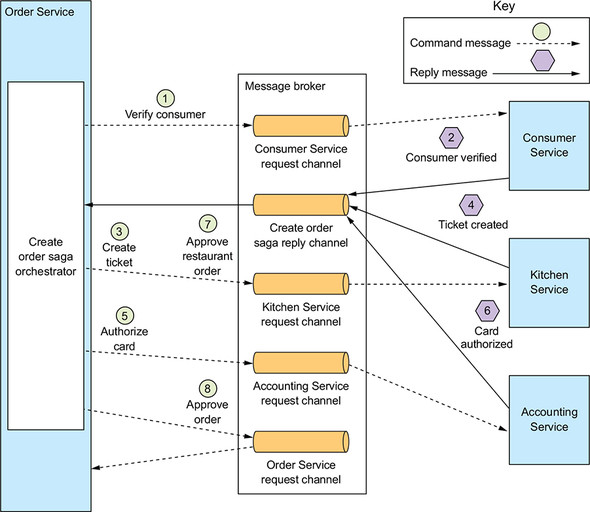 Order Service
Key
Command message
Reply message
Message broker
1
Verify consumer
Consumer Service
request channel
2
Consumer verified
Consumer
Service
Create order
saga reply channel
4
Ticket created
3
Create
ticket
7
Approve
restaurant
order
Create
order saga
orchestrator
Kitchen Service
request channel
Kitchen
Service
6
Card
authorized
5
Authorize
card
Accounting Service
request channel
8
Approve
order
Accounting
Service
Order Service
request channel